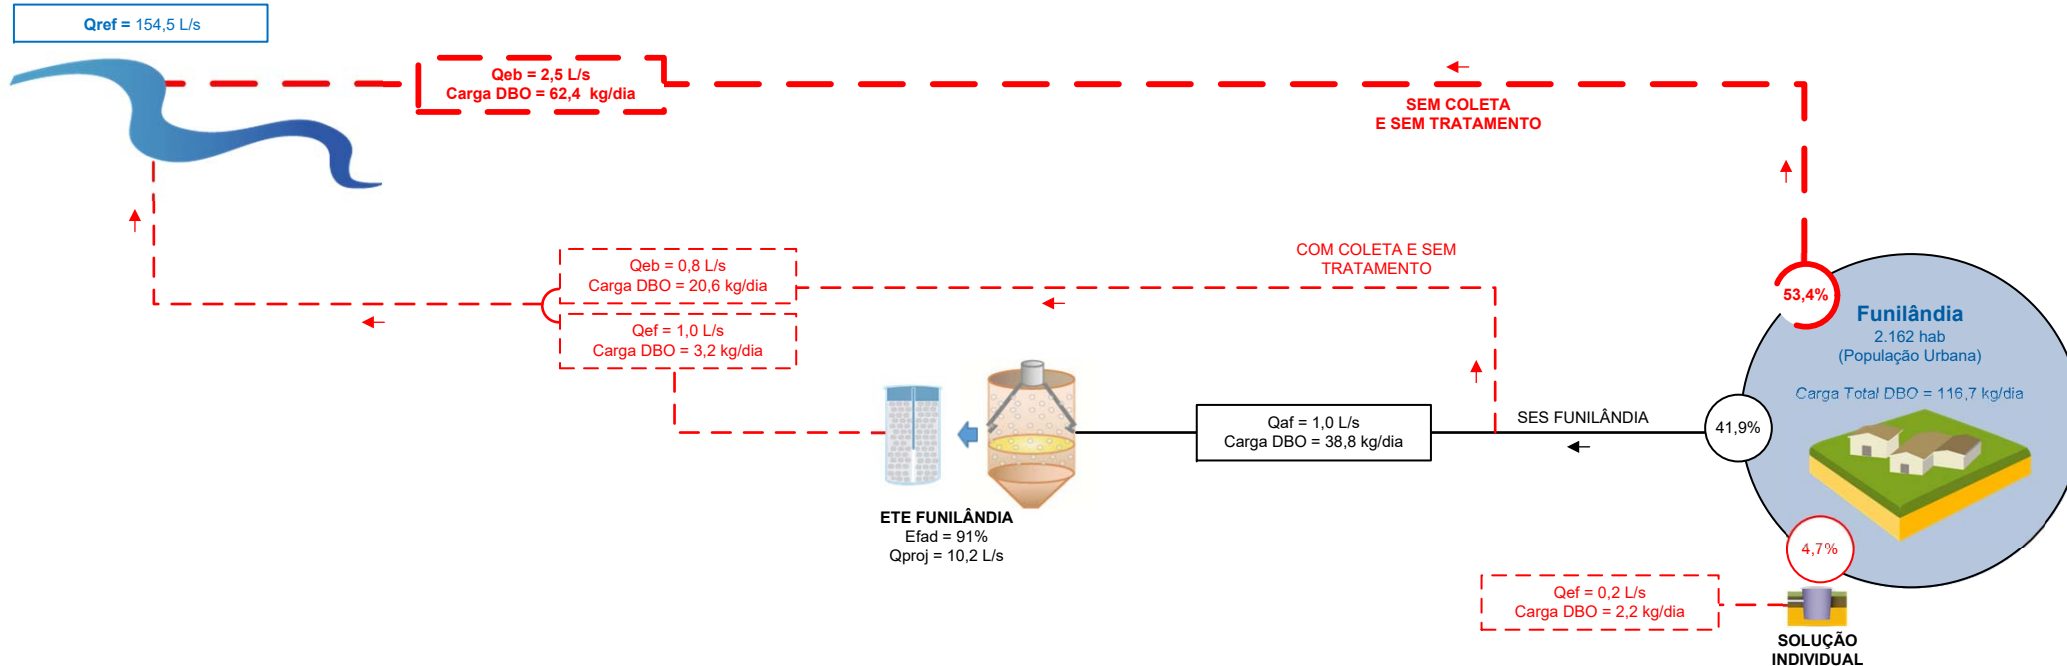 Qref = 154,5 L/s
Qeb = 2,5 L/s
Carga DBO = 62,4 kg/dia
SEM COLETA
E SEM TRATAMENTO
COM COLETA E SEM
TRATAMENTO
Qeb = 0,8 L/s
Carga DBO = 20,6 kg/dia
Qef = 1,0 L/s
Carga DBO = 3,2 kg/dia
53,4%
Funilândia
2.162 hab
(População Urbana)
Carga Total DBO = 116,7 kg/dia
Qaf = 1,0 L/s
Carga DBO = 38,8 kg/dia
SES FUNILÂNDIA
41,9%
ETE FUNILÂNDIA
Efad = 91%
Qproj = 10,2 L/s
4,7%
Qef = 0,2 L/s
Carga DBO = 2,2 kg/dia
SOLUÇÃO
INDIVIDUAL